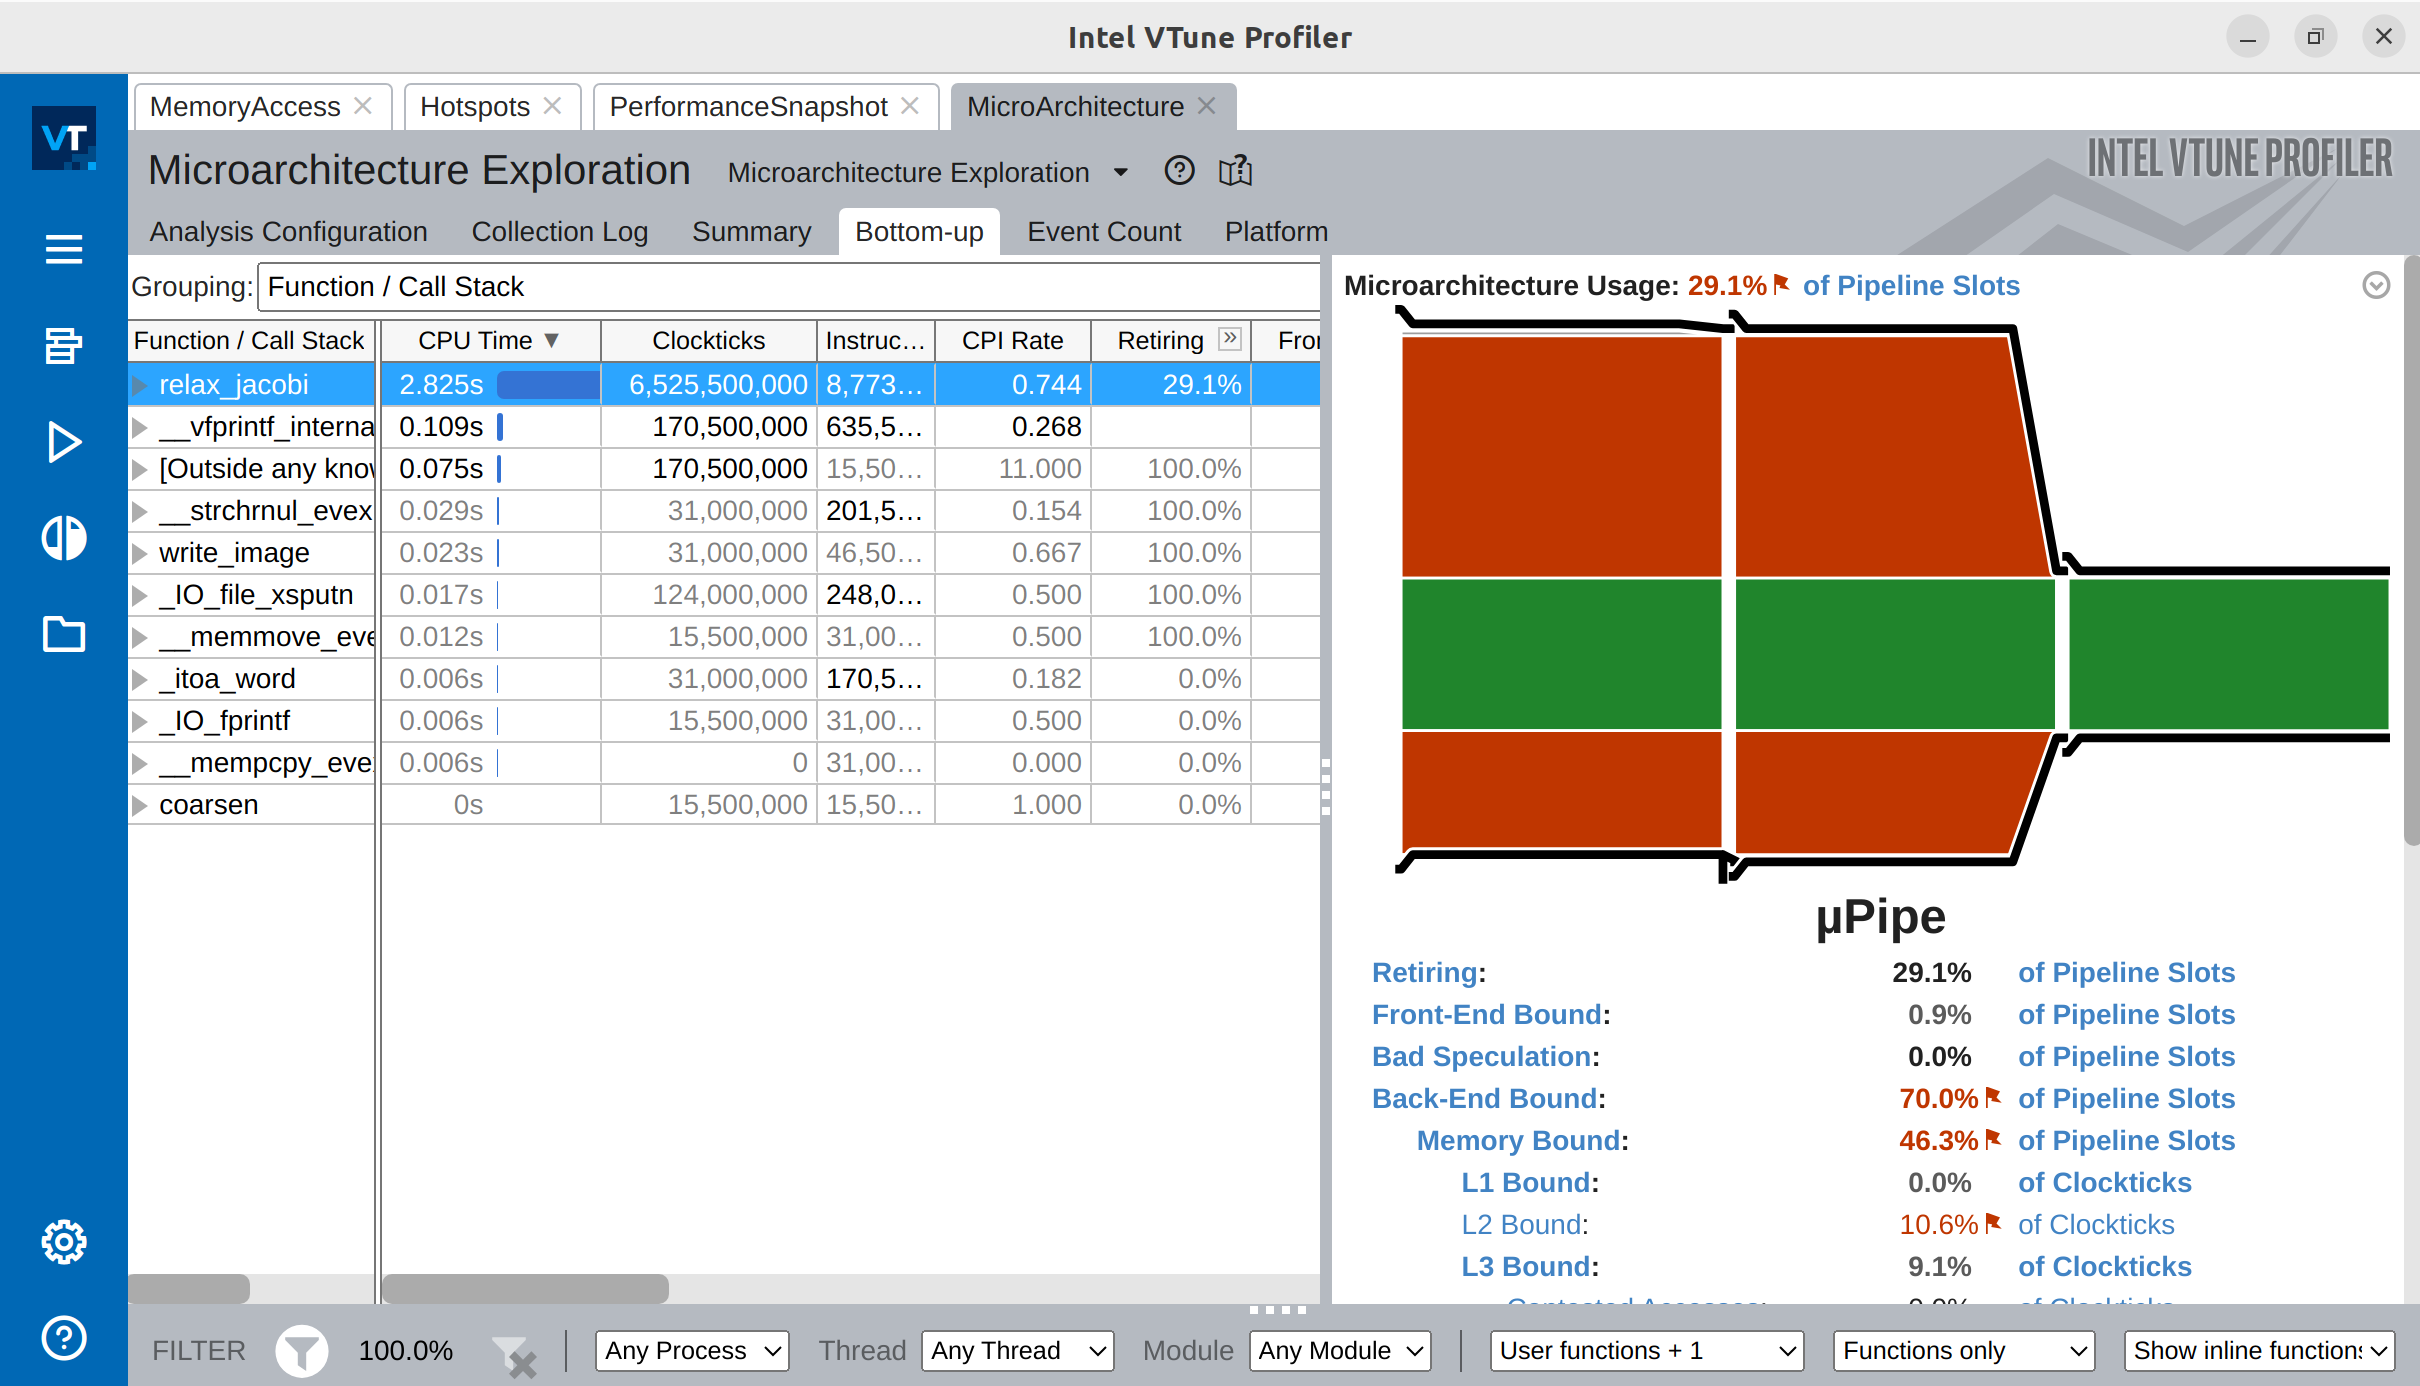 Intel VTune Profiler
VT
MemoryAccess
Hotspots
PerformanceSnapshot
MicroArchitecture
Microarchitecture Exploration
Microarchitecture Exploration
INTEL VTUNE PROFILER
Analysis Configuration
Collection Log
Summary
Bottom-up
Event Count
Platform
Grouping: Function / Call Stack
Function / Call Stack CPU Time ▼ Clockticks Instruc… CPI Rate Retiring » Fron
relax_jacobi 2.825s 6,525,500,000 8,773… 0.744 29.1%
__vfprintf_interna 0.109s 170,500,000 635,5… 0.268
[Outside any know 0.075s 170,500,000 15,50… 11.000 100.0%
__strchrnul_evex 0.029s 31,000,000 201,5… 0.154 100.0%
write_image 0.023s 31,000,000 46,50… 0.667 100.0%
_IO_file_xsputn 0.017s 124,000,000 248,0… 0.500 100.0%
__memmove_eve 0.012s 15,500,000 31,00… 0.500 100.0%
_itoa_word 0.006s 31,000,000 170,5… 0.182 0.0%
_IO_fprintf 0.006s 15,500,000 31,00… 0.500 0.0%
__mempcpy_eve 0.006s 0 31,00… 0.000 0.0%
coarsen 0s 15,500,000 15,50… 1.000 0.0%
Microarchitecture Usage: 29.1% of Pipeline Slots
µPipe
Retiring: 29.1% of Pipeline Slots
Front-End Bound: 0.9% of Pipeline Slots
Bad Speculation: 0.0% of Pipeline Slots
Back-End Bound: 70.0% of Pipeline Slots
Memory Bound: 46.3% of Pipeline Slots
L1 Bound: 0.0% of Clockticks
L2 Bound: 10.6% of Clockticks
L3 Bound: 9.1% of Clockticks
Contested Accesses: 0.0% of Clockticks
FILTER 100.0% Any Process Thread Any Thread Module Any Module User functions + 1 Functions only Show inline functions